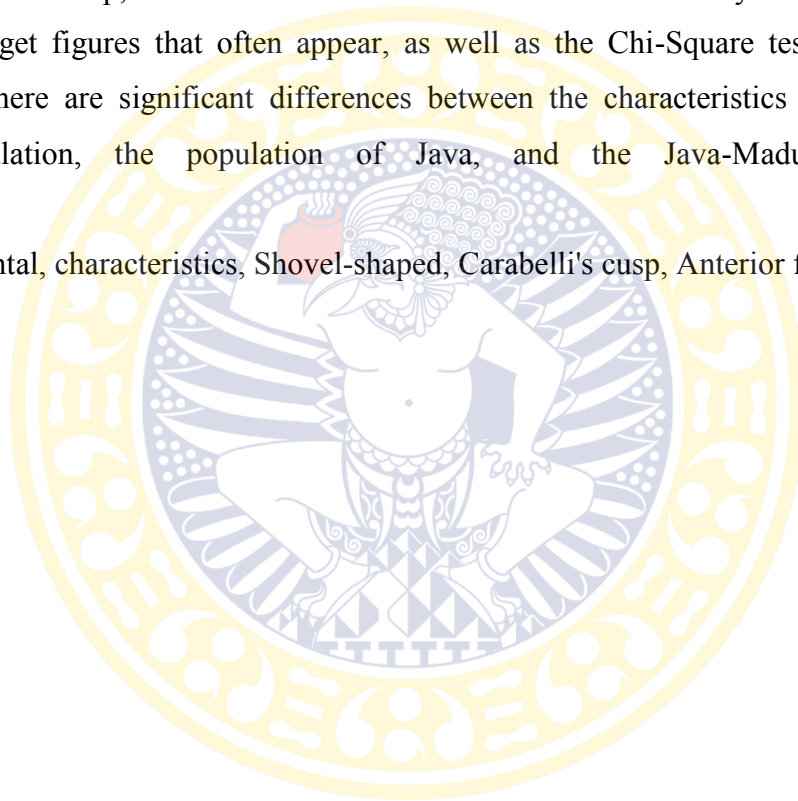 get figures that often appear, as well as the Chi-Square tes
here are significant differences between the characteristics
lation, the population of Java, and the Java-Madu
ntal, characteristics, Shovel-shaped, Carabelli's cusp, Anterior f